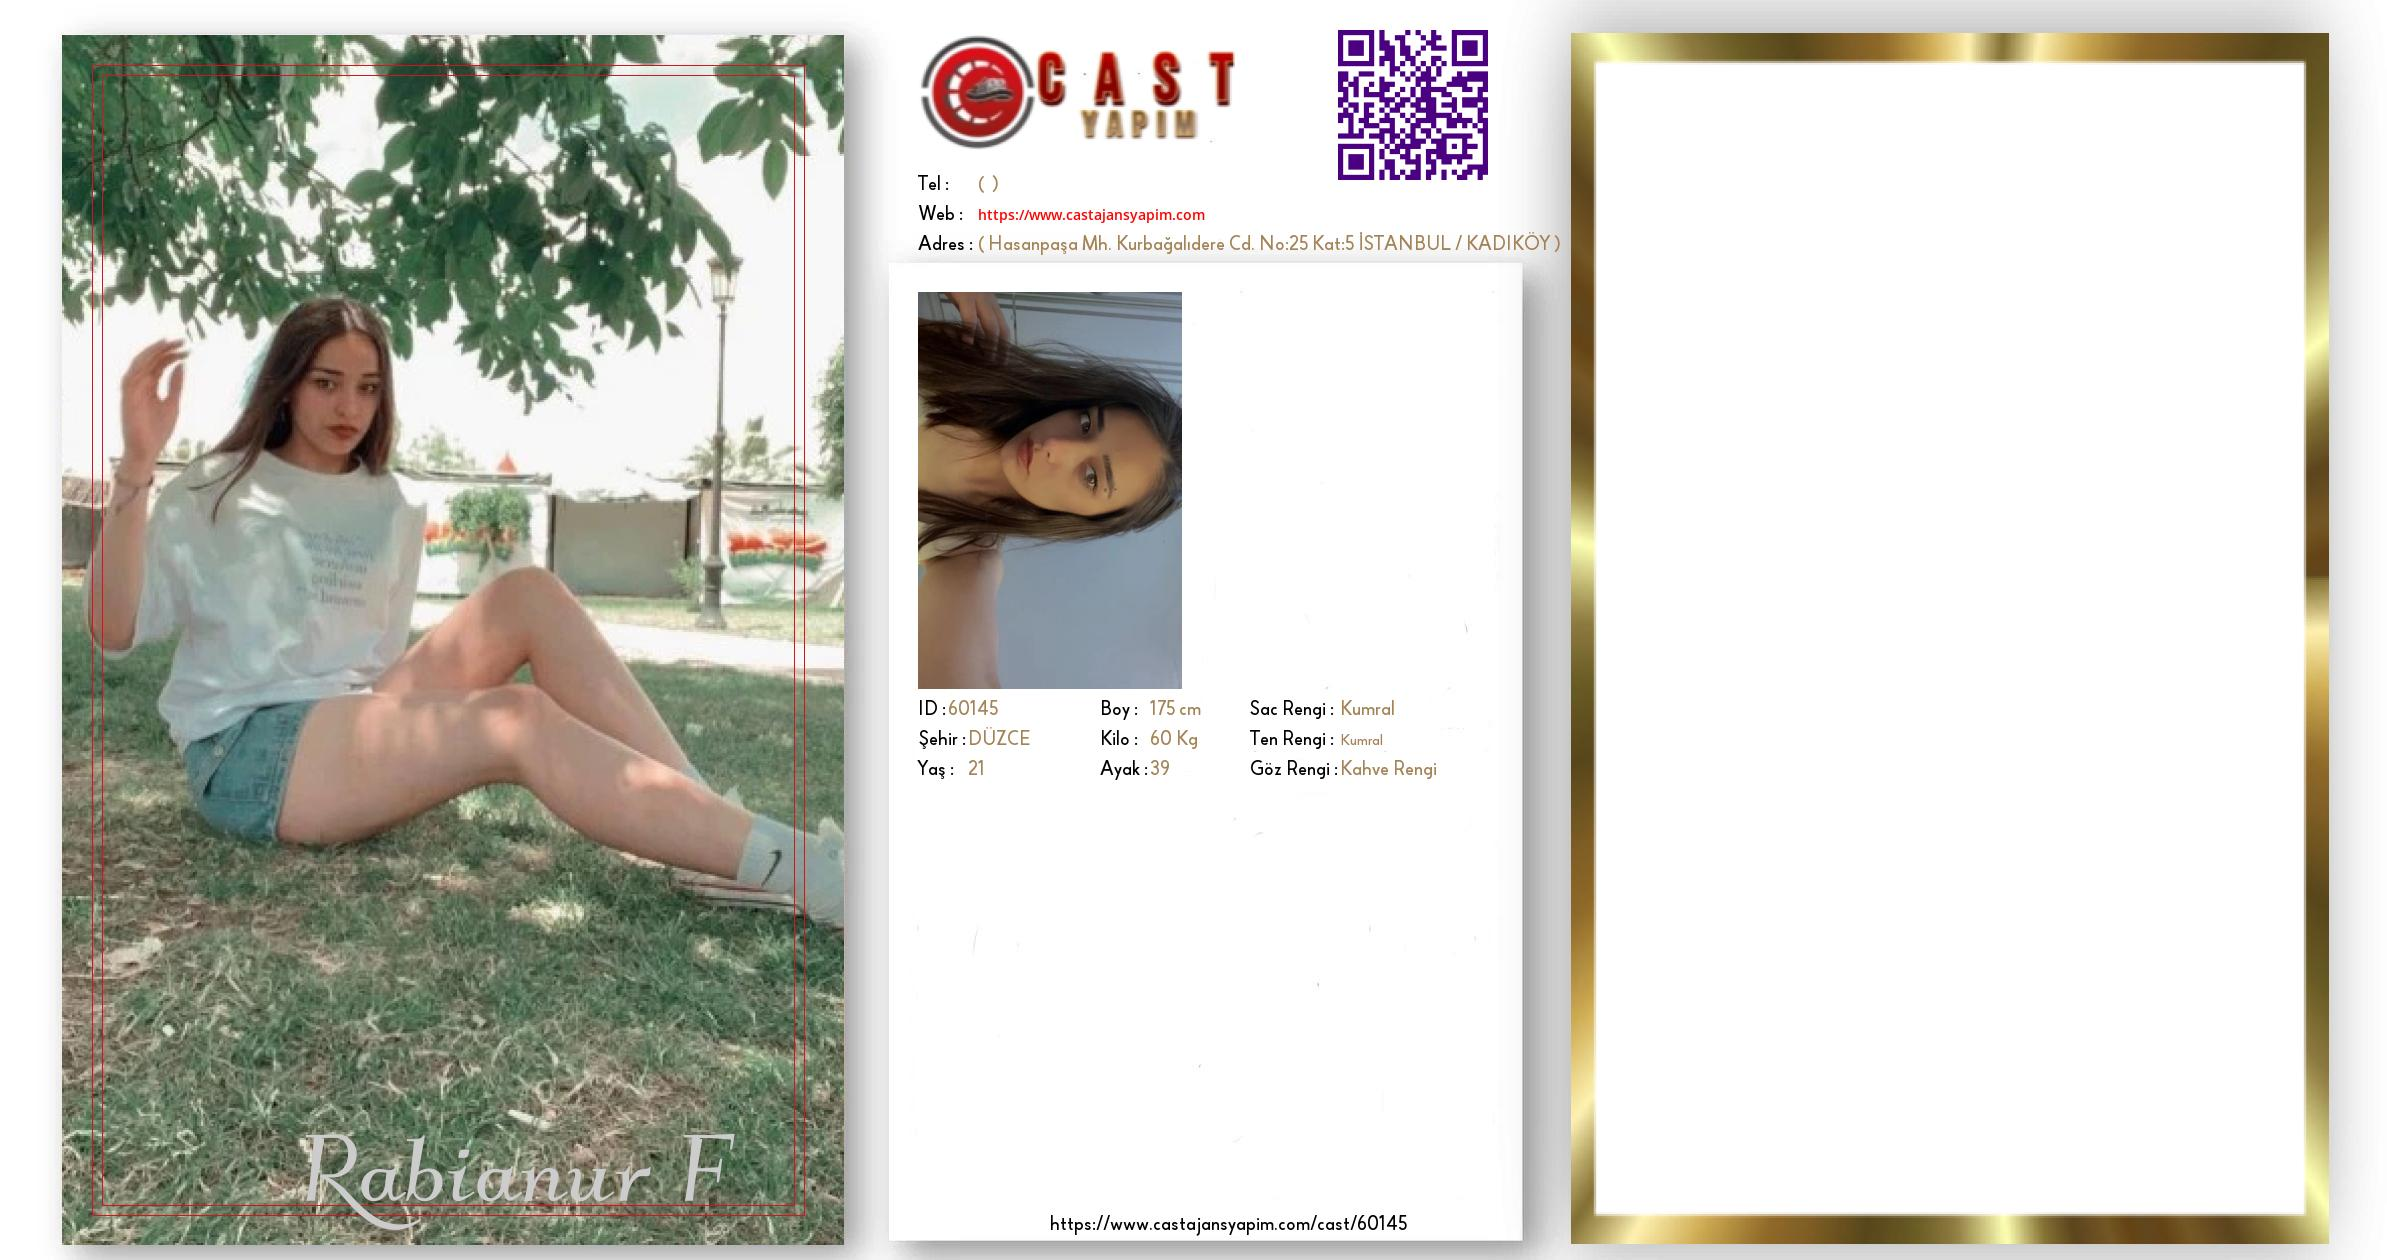 Rabianur F
CAST
YAPIM
Tel : ( )
Web : https://www.castajansyapim.com
Adres : ( Hasanpaşa Mh. Kurbağalıdere Cd. No:25 Kat:5 İSTANBUL / KADIKÖY )
ID : 60145 Boy : 175 cm Sac Rengi : Kumral
Şehir : DÜZCE Kilo : 60 Kg Ten Rengi : Kumral
Yaş : 21 Ayak : 39 Göz Rengi : Kahve Rengi
https://www.castajansyapim.com/cast/60145